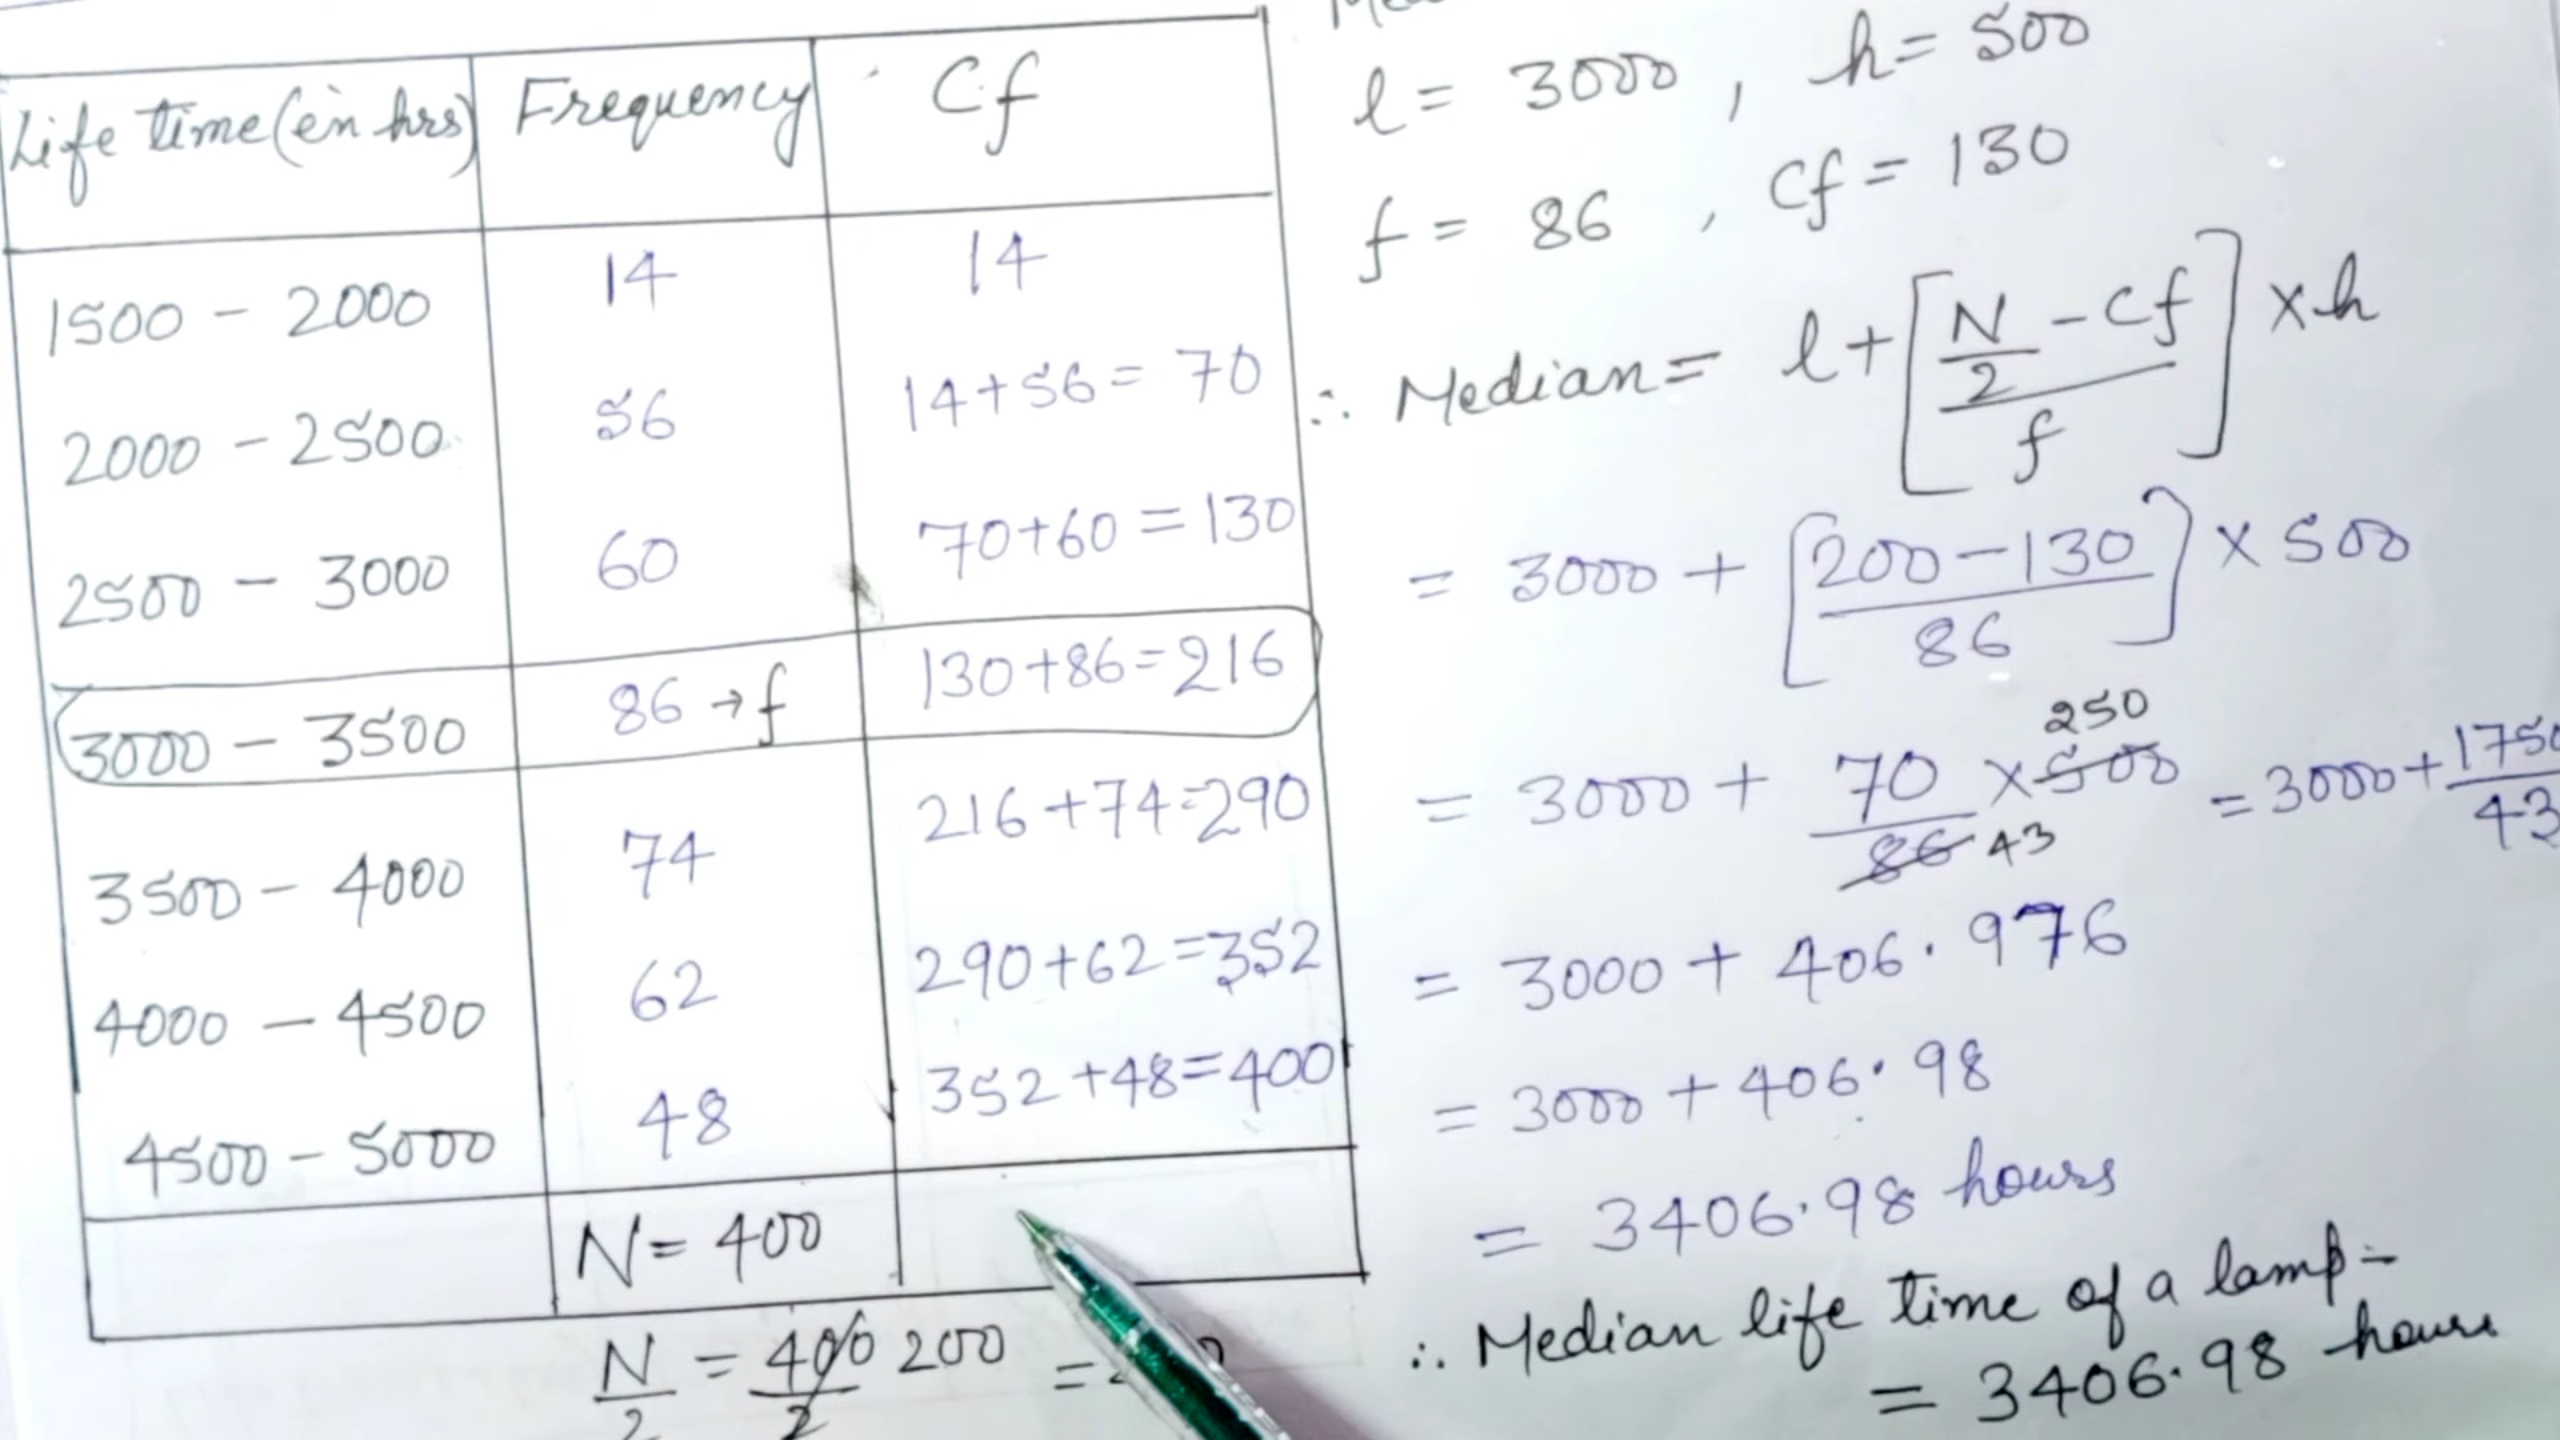 Life time (in hrs) Frequency Cf
1500 - 2000 14 14
2000 - 2500 56 14+56 = 70
2500 - 3000 60 70+60 = 130
3000 - 3500 86 → f 130+86=216
3500 - 4000 74 216+74=290
4000 - 4500 62 290+62=352
4500 - 5000 48 352+48=400
N = 400
N/2 = 400/2 200 =
l = 3000, h = 500
f = 86, Cf = 130
∴ Median = l + [N/2 - Cf / f] × h
= 3000 + [200-130 / 86] × 500
= 3000 + 70/86 43 × 500 250 = 3000 + 1750 / 43
= 3000 + 406.976
= 3000 + 406.98
= 3406.98 hours
∴ Median life time of a lamp -
= 3406.98 hours